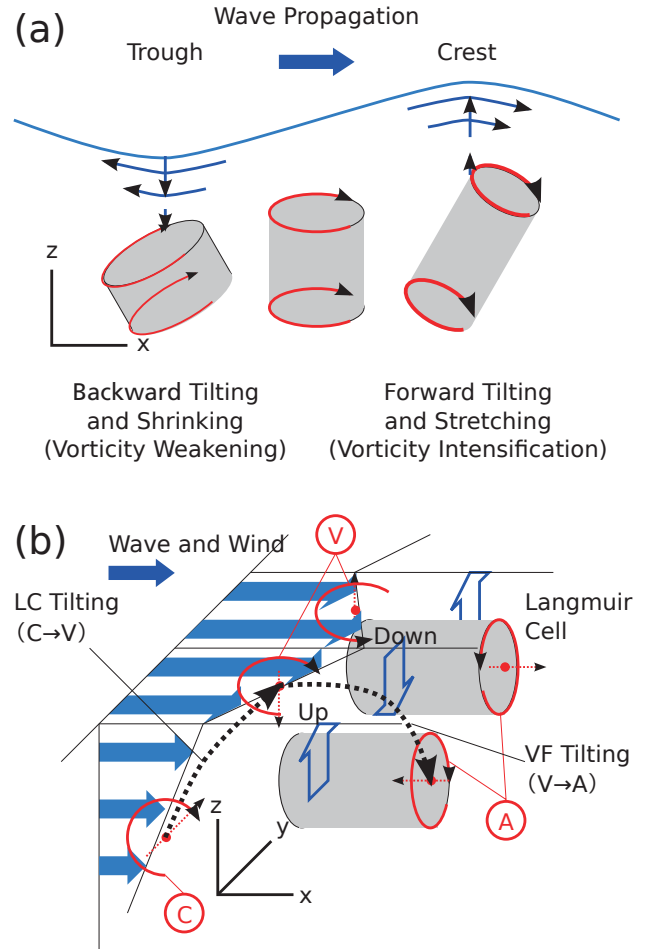 (a)
Wave Propagation
Trough
Crest
z
x
Backward Tilting
and Shrinking
(Vorticity Weakening)
Forward Tilting
and Stretching
(Vorticity Intensification)
(b)
Wave and Wind
V
LC Tilting
(C→V)
Langmuir
Cell
Down
Up
VF Tilting
(V→A)
z
y
x
A
C